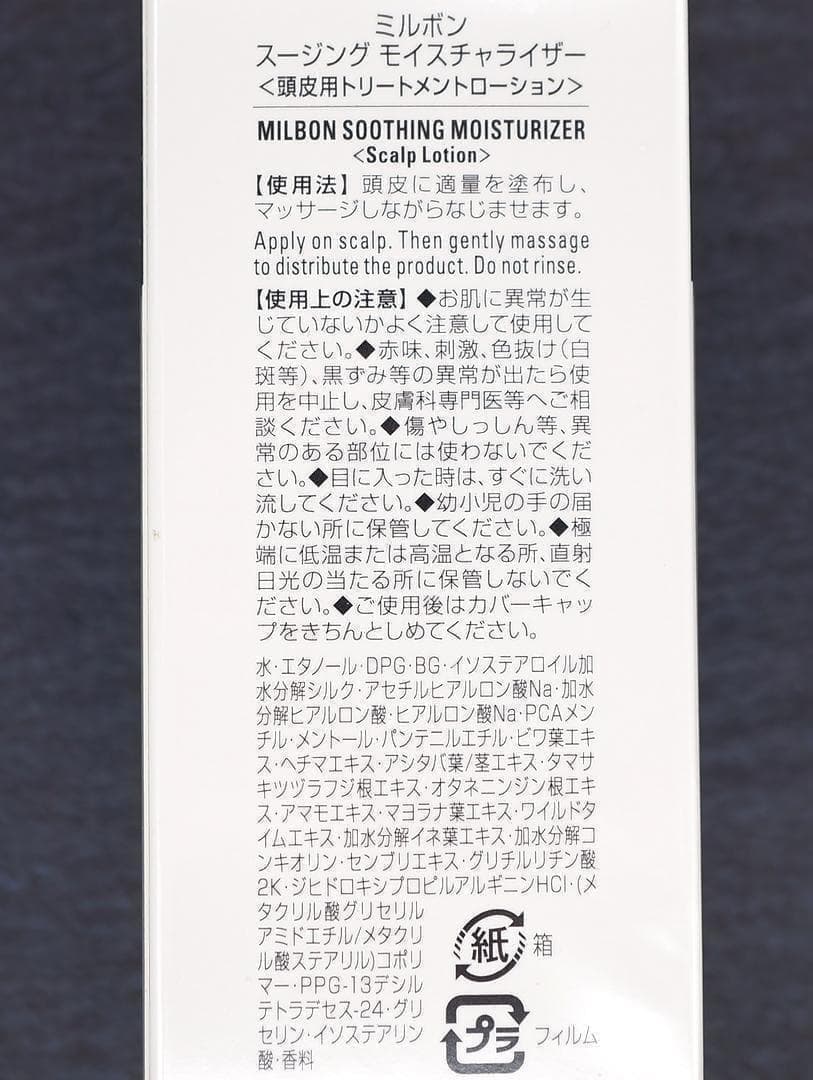 ミルボン
スージング モイスチャライザー
<頭皮用トリートメントローション>
MILBON SOOTHING MOISTURIZER
<Scalp Lotion>
【使用法】頭皮に適量を塗布し、
マッサージしながらなじませます。
Apply on scalp. Then gently massage
to distribute the product. Do not rinse.
【使用上の注意】◆お肌に異常が生
じていないかよく注意して使用して
ください。◆赤味、刺激、色抜け(白
斑等)、黒ずみ等の異常が出たら使
用を中止し、皮膚科専門医等へご相
談ください。◆傷やしっしん等、異
常のある部位には使わないでくだ
さい。◆目に入った時は、すぐに洗い
流してください。◆幼小児の手の届
かない所に保管してください。◆極
端に低温または高温となる所、直射
日光の当たる所に保管しないでく
ださい。◆ご使用後はカバーキャッ
プをきちんとしめてください。
水・エタノール・DPG・BG・イソステアロイル加
水分解シルク・アセチルヒアルロン酸Na・加水
分解ヒアルロン酸・ヒアルロン酸Na・PCAメン
チル・メントール・パンテニルエチル・ビワ葉エキ
ス・ヘチマエキス・アシタバ葉/茎エキス・タマサ
キツヅラフジ根エキス・オタネニンジン根エキ
ス・アマモエキス・マヨラナ葉エキス・ワイルドタ
イムエキス・加水分解イネ葉エキス・加水分解コ
ンキオリン・センブリエキス・グリチルリチン酸
2K・ジヒドロキシプロピルアルギニンHCl・(メ
タクリル酸グリセリル
アミドエチル/メタクリ
ル酸ステアリル)コポリ
マー・PPG-13デシル
テトラデセス-24・グリ
セリン・イソステアリン
酸・香料
紙 箱
プラ フィルム